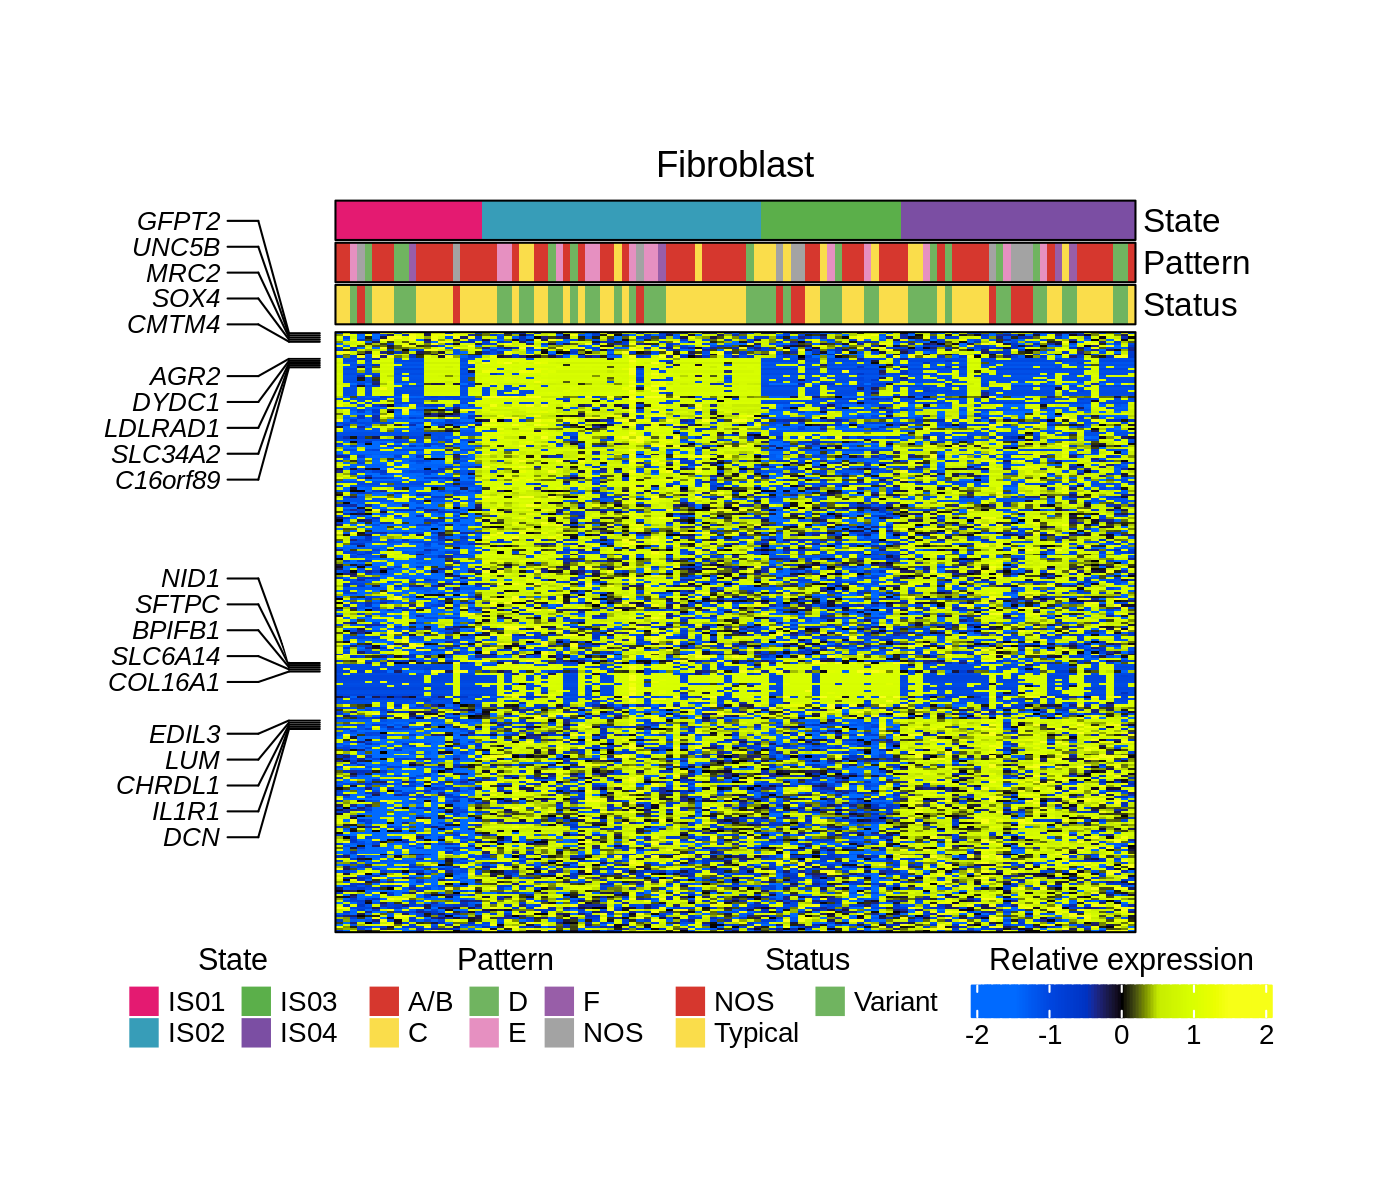 Fibroblast
State
Pattern
Status
GFPT2
UNC5B
MRC2
SOX4
CMTM4
AGR2
DYDC1
LDLRAD1
SLC34A2
C16orf89
NID1
SFTPC
BPIFB1
SLC6A14
COL16A1
EDIL3
LUM
CHRDL1
IL1R1
DCN
State Pattern Status Relative expression
IS01 IS03 A/B D F NOS Variant
IS02 IS04 C E NOS Typical
-2 -1 0 1 2